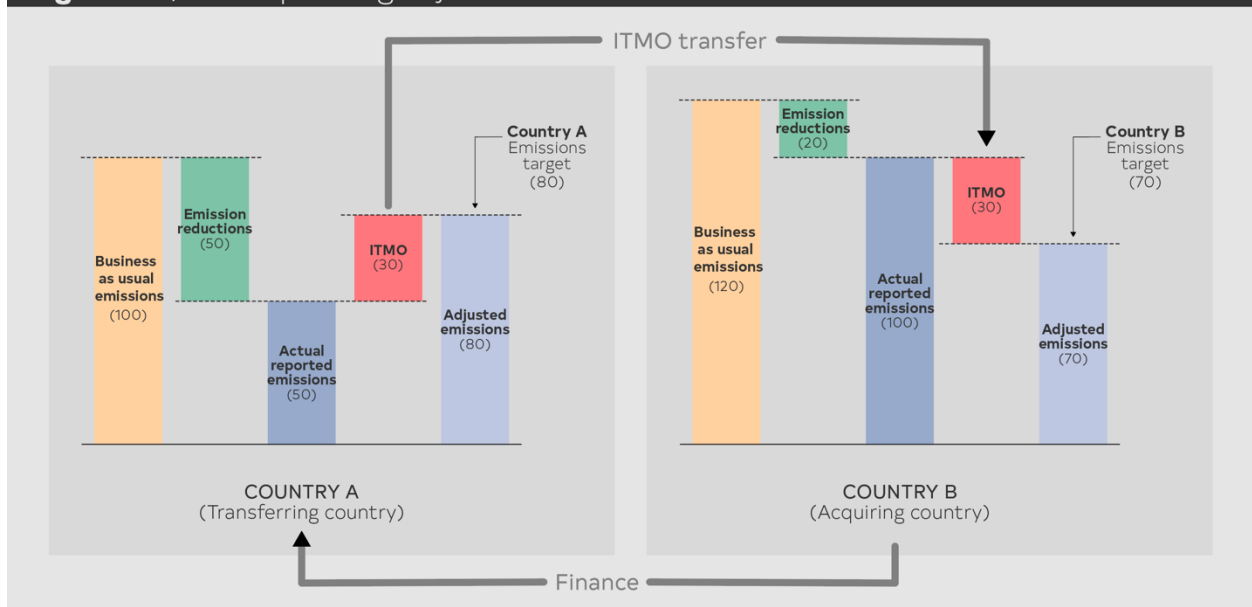 ITMO transfer
Country A
Emissions
target
(80)
Emission
reductions
(50)
Business
as usual
emissions
(100)
ITMO
(30)
Actual
reported
emissions
(50)
Adjusted
emissions
(80)
COUNTRY A
(Transferring country)
Emission
reductions
(20)
Country B
Emissions
target
(70)
Business
as usual
emissions
(120)
ITMO
(30)
Actual
reported
emissions
(100)
Adjusted
emissions
(70)
COUNTRY B
(Acquiring country)
Finance